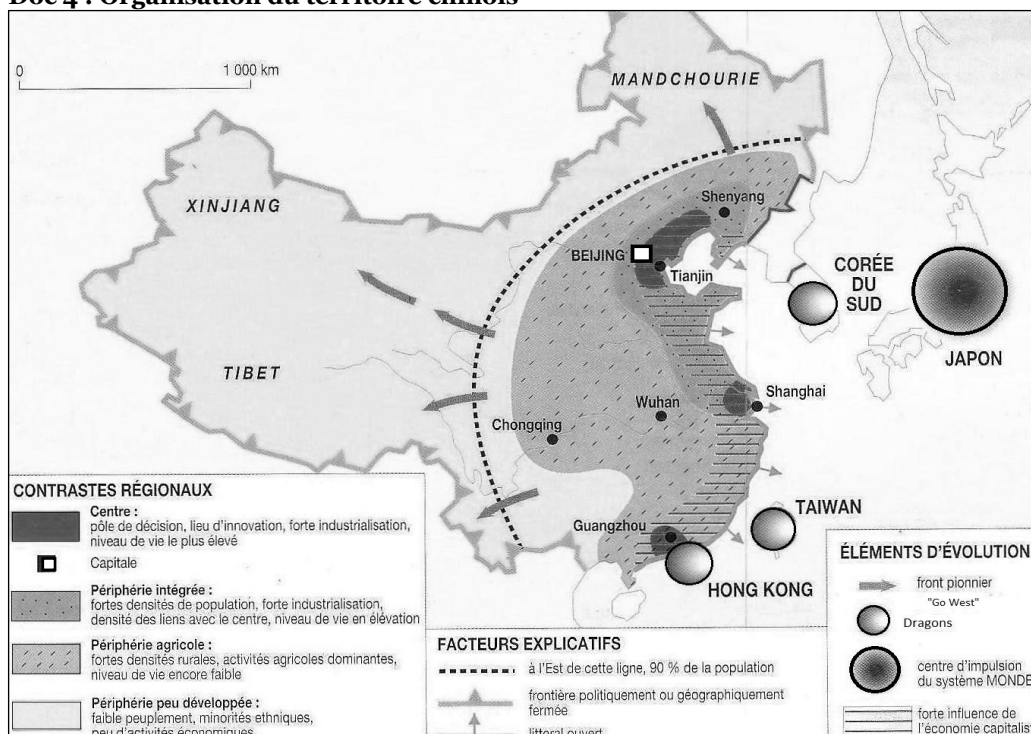 Doc 4 : Organisation du territoire chinois
0
1 000 km
MANDCHOURIE
XINJIANG
Shenyang
BEIJING
Tianjin
CORÉE
DU
SUD
JAPON
TIBET
Shanghai
Wuhan
Chongqing
TAIWAN
Guangzhou
HONG KONG
CONTRASTES RÉGIONAUX
Centre :
pôle de décision, lieu d'innovation, forte industrialisation,
niveau de vie le plus élevé
Capitale
Périphérie intégrée :
fortes densités de population, forte industrialisation,
densité des liens avec le centre, niveau de vie en élévation
Périphérie agricole :
fortes densités rurales, activités agricoles dominantes,
niveau de vie encore faible
Périphérie peu développée :
faible peuplement, minorités ethniques,
peu d'activités économiques
FACTEURS EXPLICATIFS
à l'Est de cette ligne, 90 % de la population
frontière politiquement ou géographiquement
fermée
littoral ouvert
ÉLÉMENTS D'ÉVOLUTION
front pionnier
"Go West"
Dragons
centre d'impulsion
du système MONDE
forte influence de
l'économie capitalist